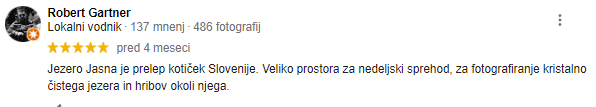 Robert Gartner
Lokalni vodnik · 137 mnenj · 486 fotografij
pred 4 meseci
Jezero Jasna je prelep kotiček Slovenije. Veliko prostora za nedeljski sprehod, za fotografiranje kristalno
čistega jezera in hribov okoli njega.